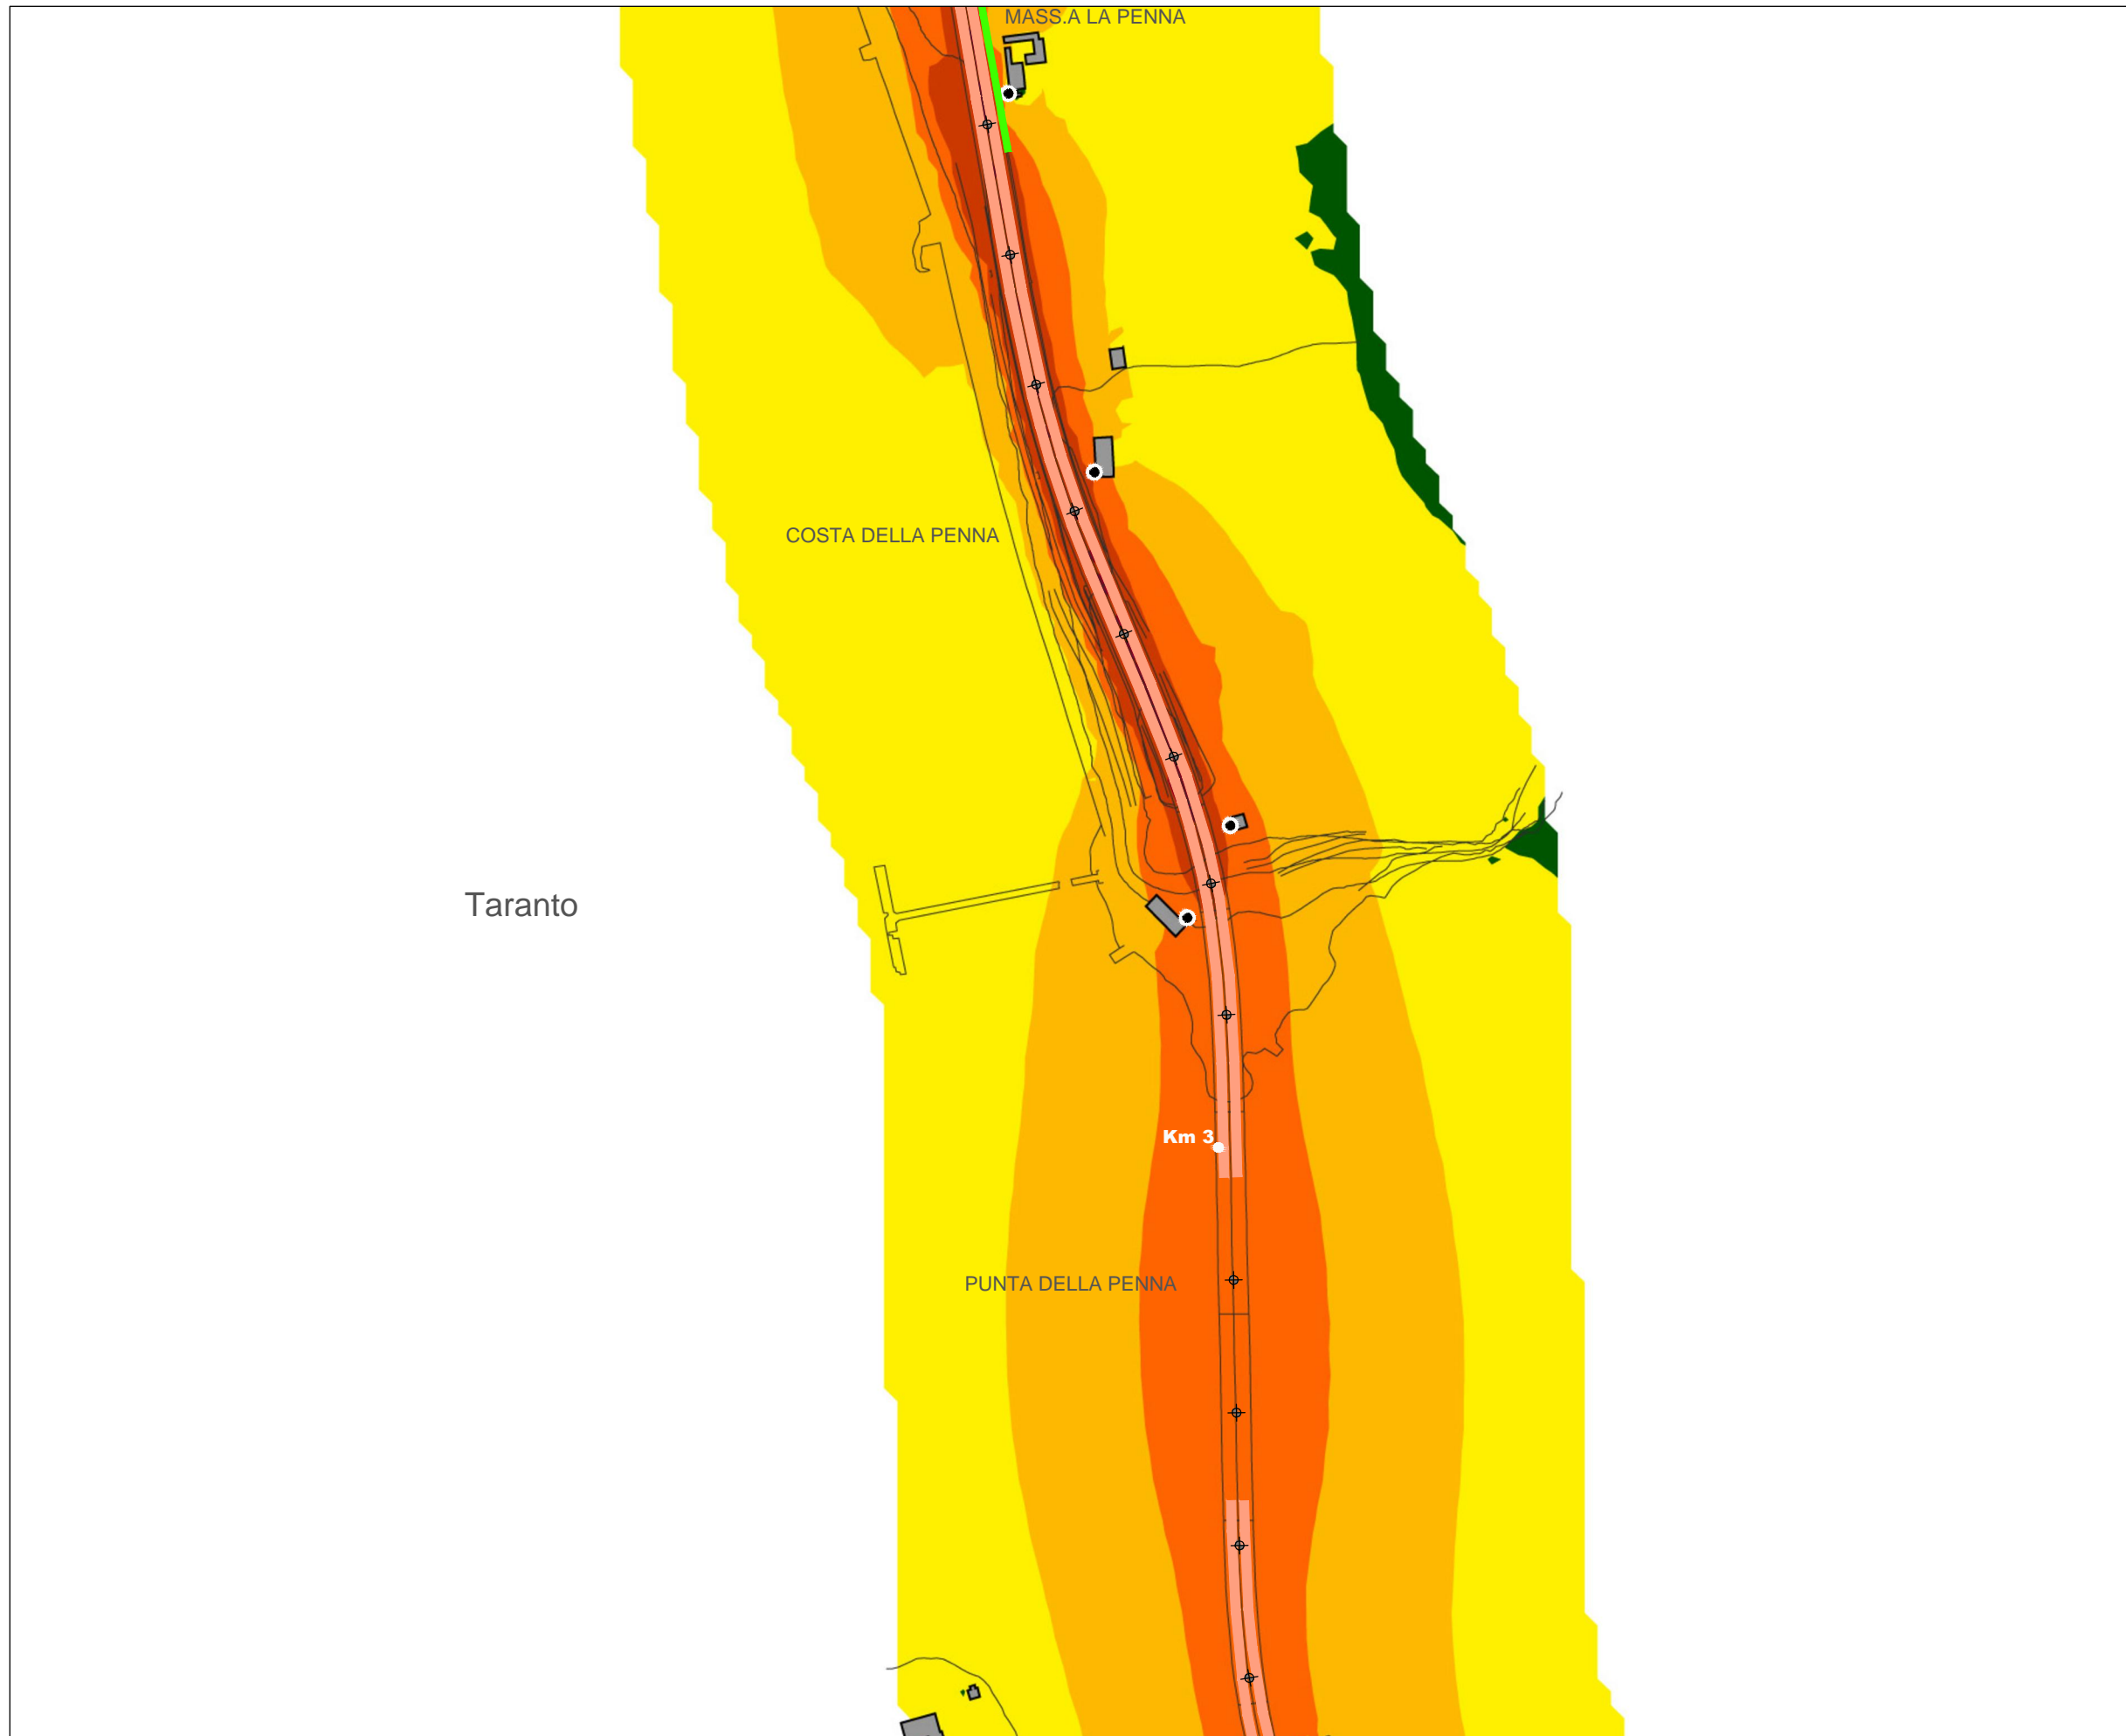 MASS.A LA PENNA
COSTA DELLA PENNA
Taranto
Km 3
PUNTA DELLA PENNA